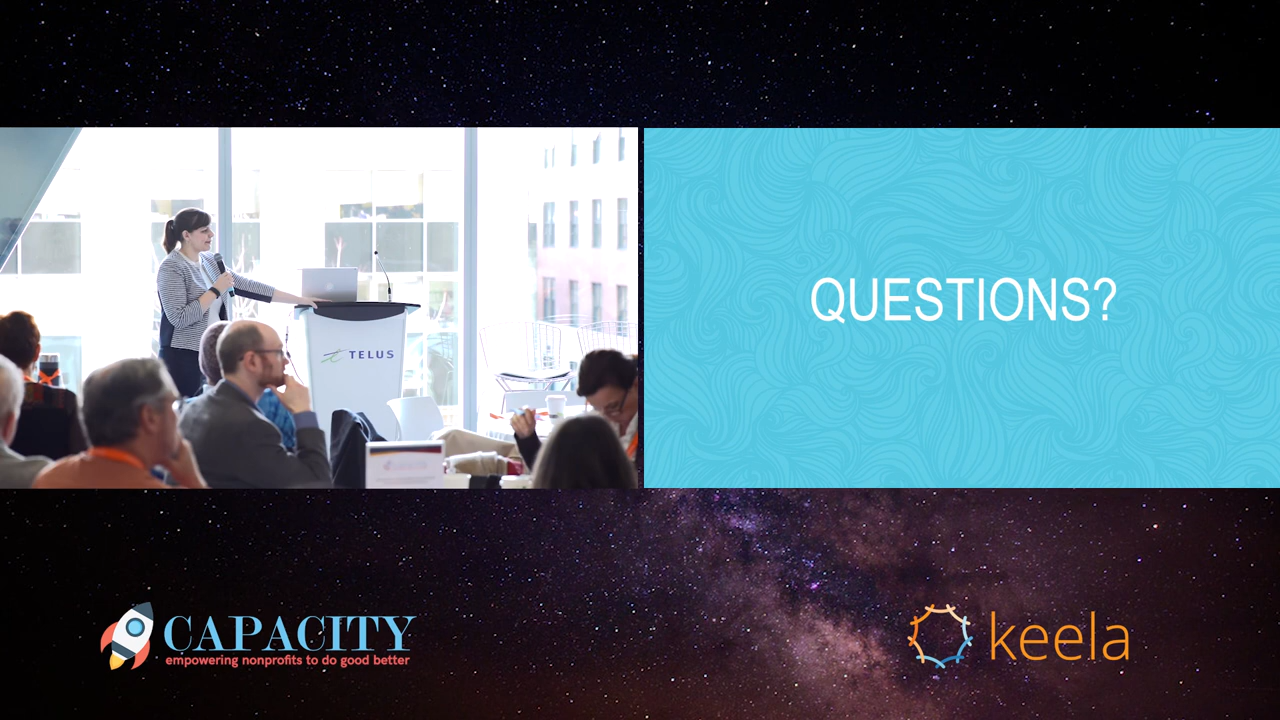 TELUS
QUESTIONS?
CAPACITY
empowering nonprofits to do good better
keela